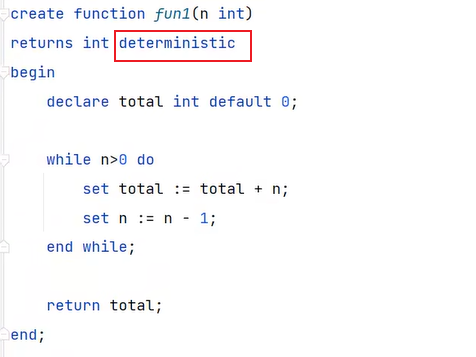 create function fun1(n int)
returns int deterministic
begin
declare total int default 0;
while n>0 do
set total := total + n;
set n := n - 1;
end while;
return total;
end;